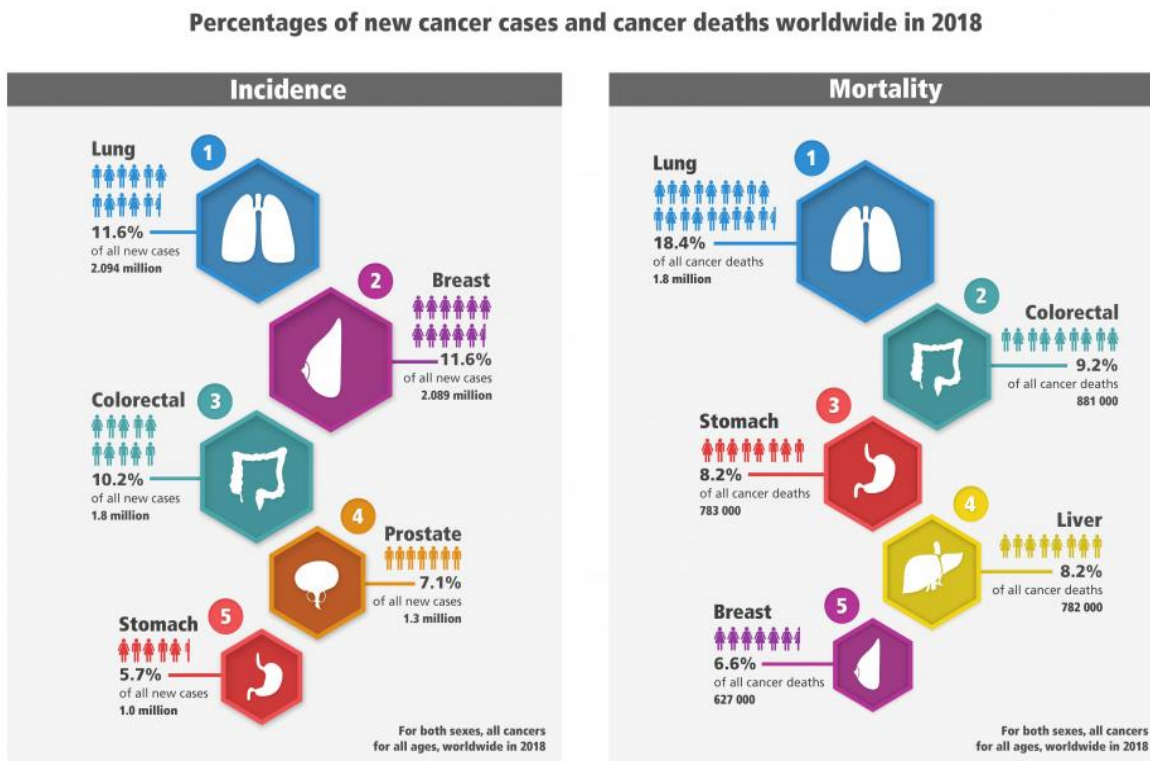 Percentages of new cancer cases and cancer deaths worldwide in 2018
Incidence
1
Lung
11.6%
of all new cases
2.094 million
2
Breast
11.6%
of all new cases
2.089 million
3
Colorectal
10.2%
of all new cases
1.8 million
4
Prostate
7.1%
of all new cases
1.3 million
5
Stomach
5.7%
of all new cases
1.0 million
For both sexes, all cancers
for all ages, worldwide in 2018
Mortality
1
Lung
18.4%
of all cancer deaths
1.8 million
2
Colorectal
9.2%
of all cancer deaths
881 000
3
Stomach
8.2%
of all cancer deaths
783 000
4
Liver
8.2%
of all cancer deaths
782 000
5
Breast
6.6%
of all cancer deaths
627 000
For both sexes, all cancers
for all ages, worldwide in 2018